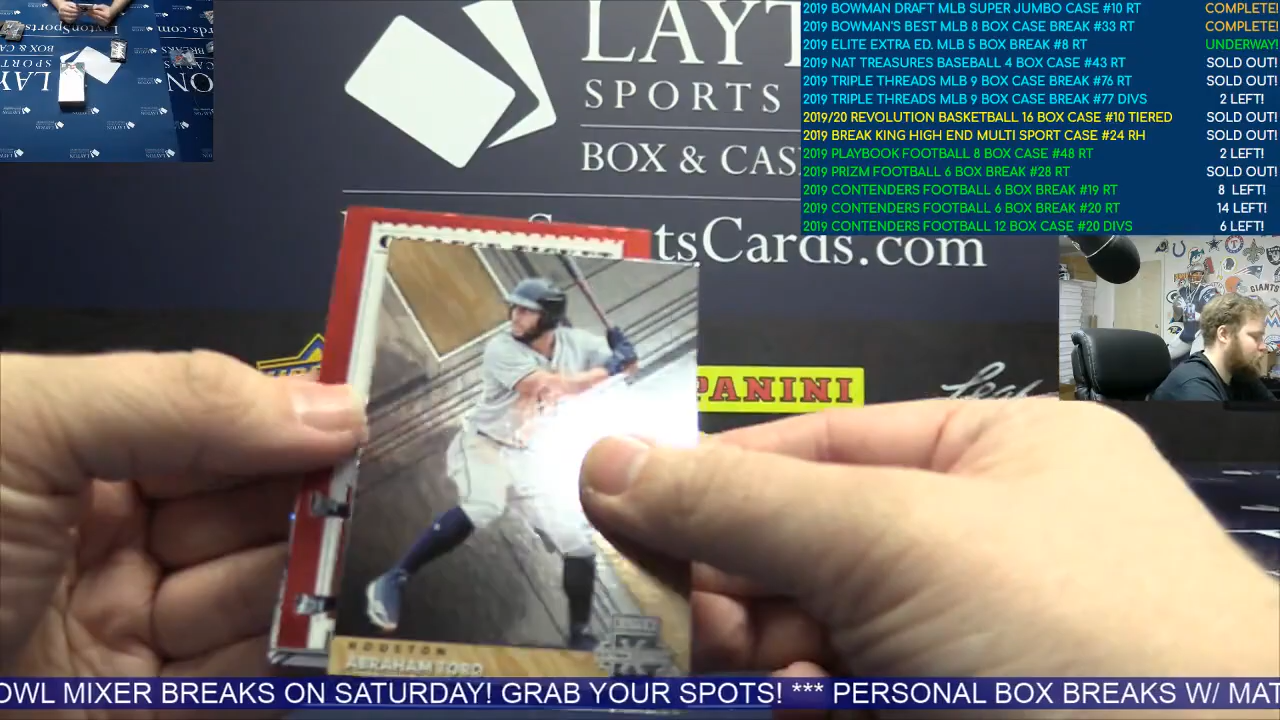 LAYT
SPORTS
BOX & CAS
tsCards.com
2019 BOWMAN DRAFT MLB SUPER JUMBO CASE #10 RT COMPLETE!
2019 BOWMAN'S BEST MLB 8 BOX CASE BREAK #33 RT COMPLETE!
2019 ELITE EXTRA ED. MLB 5 BOX BREAK #8 RT UNDERWAY!
2019 NAT TREASURES BASEBALL 4 BOX CASE #43 RT SOLD OUT!
2019 TRIPLE THREADS MLB 9 BOX CASE BREAK #76 RT SOLD OUT!
2019 TRIPLE THREADS MLB 9 BOX CASE BREAK #77 DIVS 2 LEFT!
2019/20 REVOLUTION BASKETBALL 16 BOX CASE #10 TIERED SOLD OUT!
2019 BREAK KING HIGH END MULTI SPORT CASE #24 RH SOLD OUT!
2019 PLAYBOOK FOOTBALL 8 BOX CASE #48 RT 2 LEFT!
2019 PRIZM FOOTBALL 6 BOX BREAK #28 RT SOLD OUT!
2019 CONTENDERS FOOTBALL 6 BOX BREAK #19 RT 8 LEFT!
2019 CONTENDERS FOOTBALL 6 BOX BREAK #20 RT 14 LEFT!
2019 CONTENDERS FOOTBALL 12 BOX CASE #20 DIVS 6 LEFT!
GIANTS
PANINI
Leaf
HOUSTON
ABRAHAM TORO
OWL MIXER BREAKS ON SATURDAY! GRAB YOUR SPOTS! *** PERSONAL BOX BREAKS W/ MAT